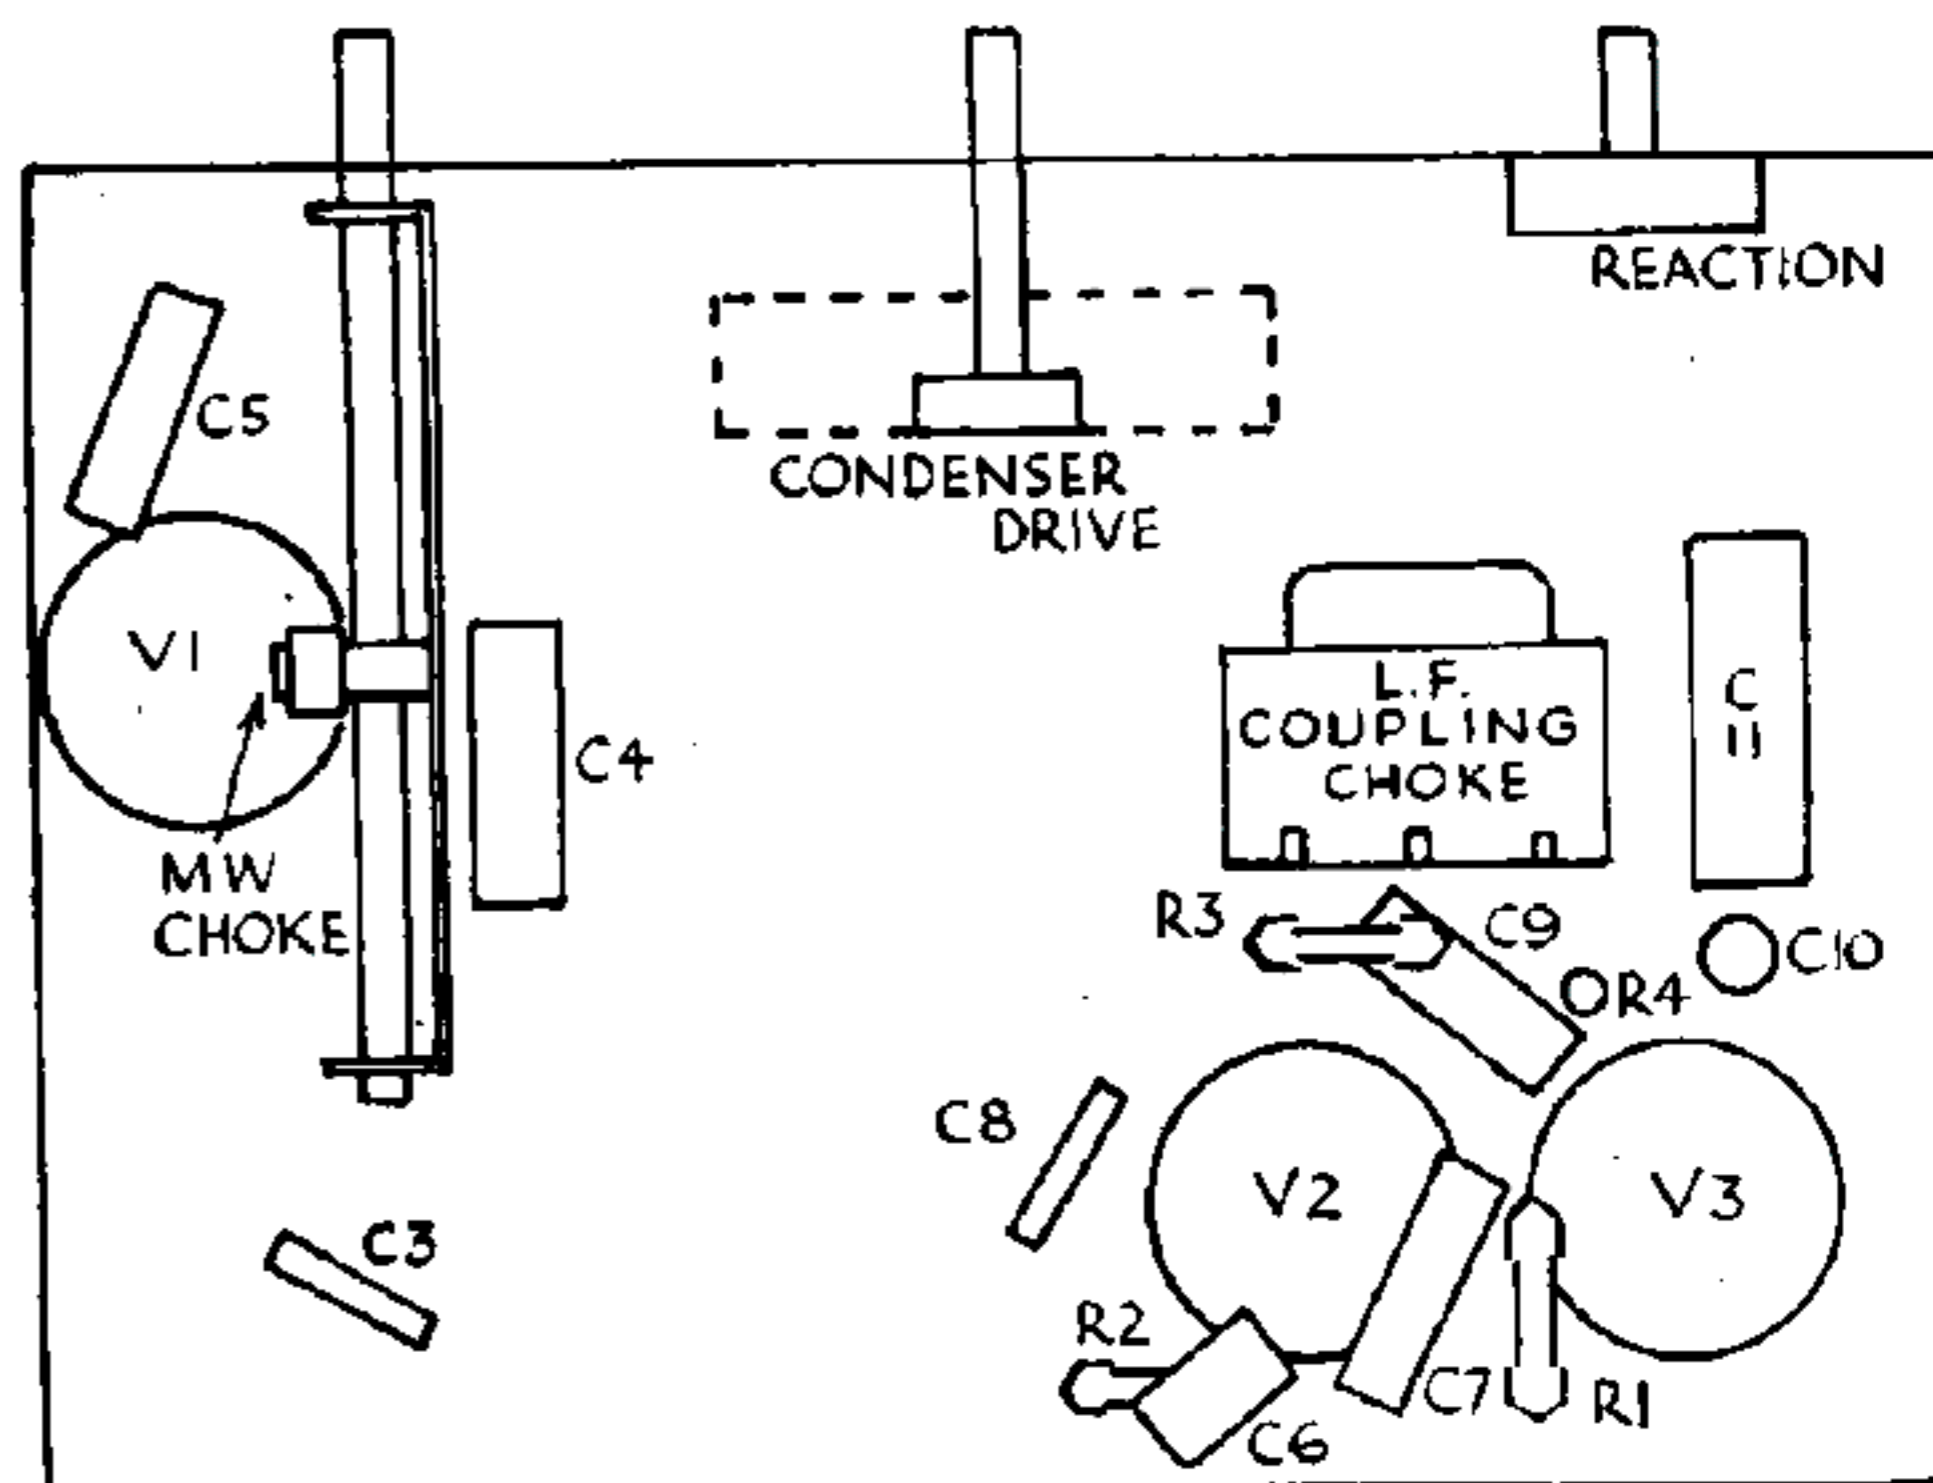 REACTION
C5
CONDENSER
DRIVE
V1
L.F.
COUPLING
CHOKE
C
11
C4
MW
CHOKE
R3
C9
C10
R4
C8
V2
V3
C3
R2
C7
R1
C6